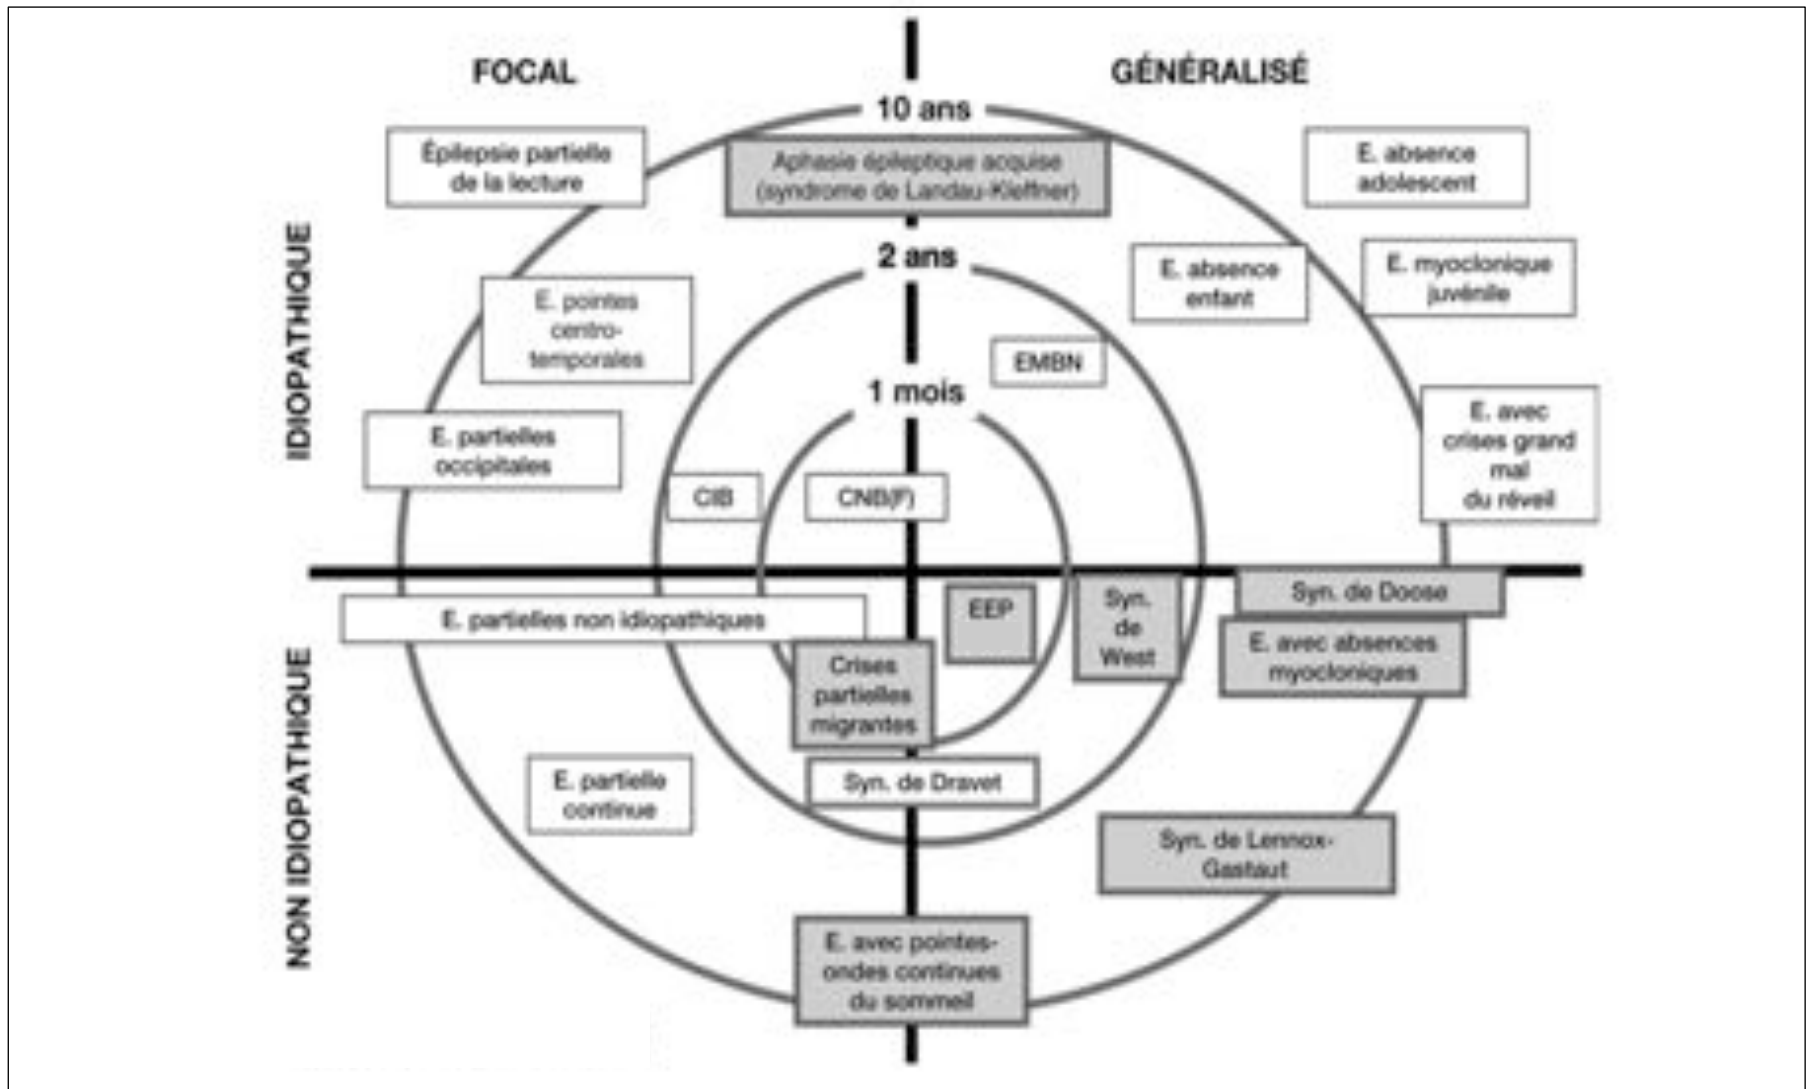 FOCAL
GÉNÉRALISÉ
10 ans
Épilepsie partielle
de la lecture
Aphasie épileptique acquise
(syndrome de Landau-Kleffner)
E. absence
adolescent
IDIOPATHIQUE
2 ans
E. absence
enfant
E. myoclonique
juvénile
E. pointes
centro-
temporales
EMBN
1 mois
E. partielles
occipitales
E. avec
crises grand
mal
du réveil
CIB
CNB(F)
E. partielles non idiopathiques
EEP
Syn.
de
West
Syn. de Doose
E. avec absences
myocloniques
NON IDIOPATHIQUE
Crises
partielles
migrantes
E. partielle
continue
Syn. de Dravet
Syn. de Lennox-
Gastaut
E. avec pointes-
ondes continues
du sommeil